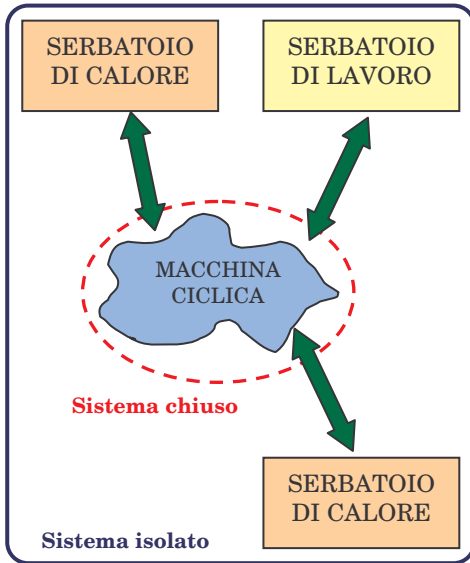 SERBATOIO
DI CALORE
SERBATOIO
DI LAVORO
MACCHINA
CICLICA
Sistema chiuso
SERBATOIO
DI CALORE
Sistema isolato